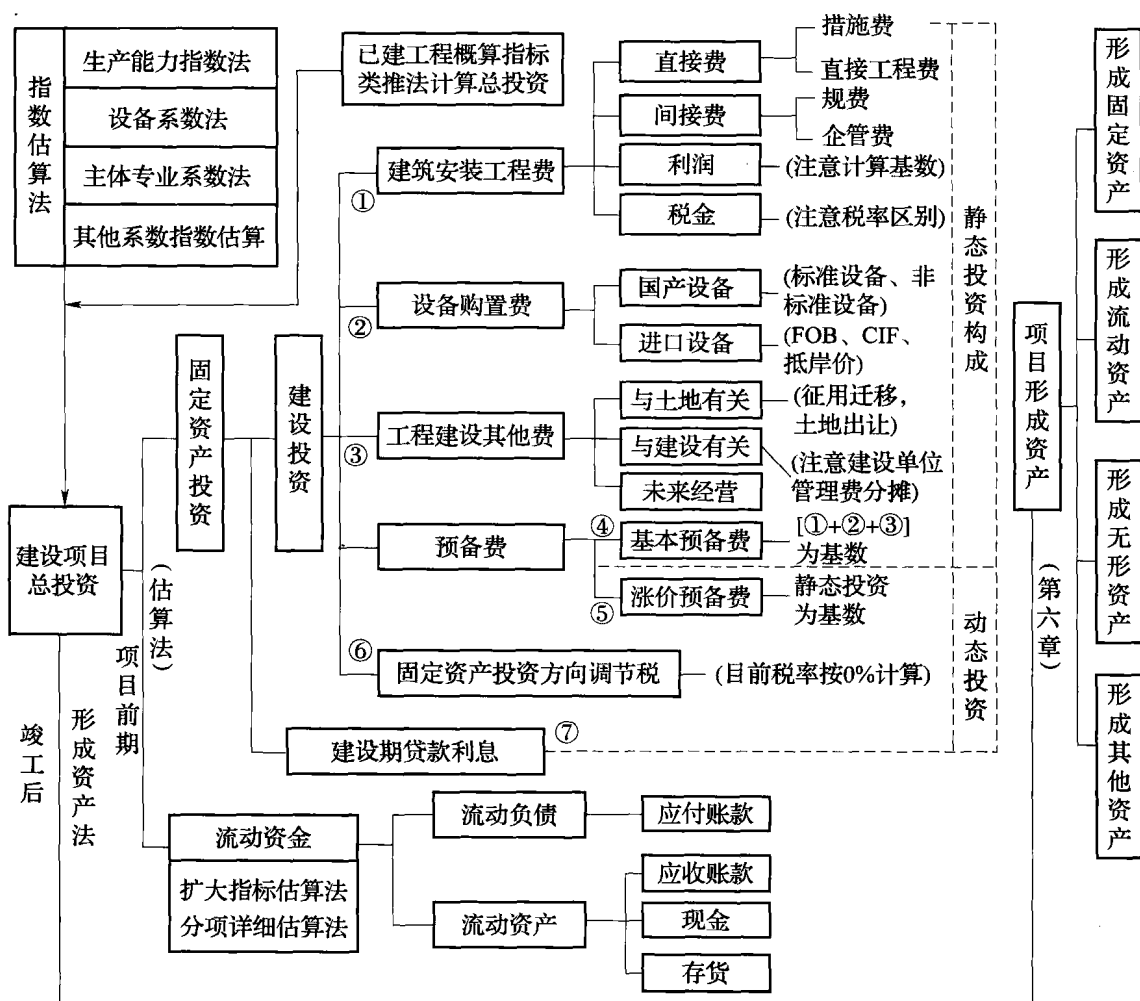 指数估算法
生产能力指数法
设备系数法
主体专业系数法
其他系数指数估算
已建工程概算指标
类推法计算总投资
建设项目
总投资
(估算法)
项目前期
竣工后
形成资产法
固定资产投资
建设投资
①
建筑安装工程费
直接费
措施费
直接工程费
间接费
规费
企管费
利润
(注意计算基数)
税金
(注意税率区别)
②
设备购置费
国产设备
(标准设备、非
标准设备)
进口设备
(FOB、CIF、
抵岸价)
③
工程建设其他费
与土地有关
(征用迁移，
土地出让)
与建设有关
(注意建设单位
管理费分摊)
未来经营
预备费
④
基本预备费
[①+②+③]
为基数
⑤
涨价预备费
静态投资
为基数
⑥
固定资产投资方向调节税
(目前税率按0%计算)
⑦
建设期贷款利息
静态投资构成
动态投资
流动资金
扩大指标估算法
分项详细估算法
流动负债
应付账款
流动资产
应收账款
现金
存货
项目形成资产
(第六章)
形成固定资产
形成流动资产
形成无形资产
形成其他资产